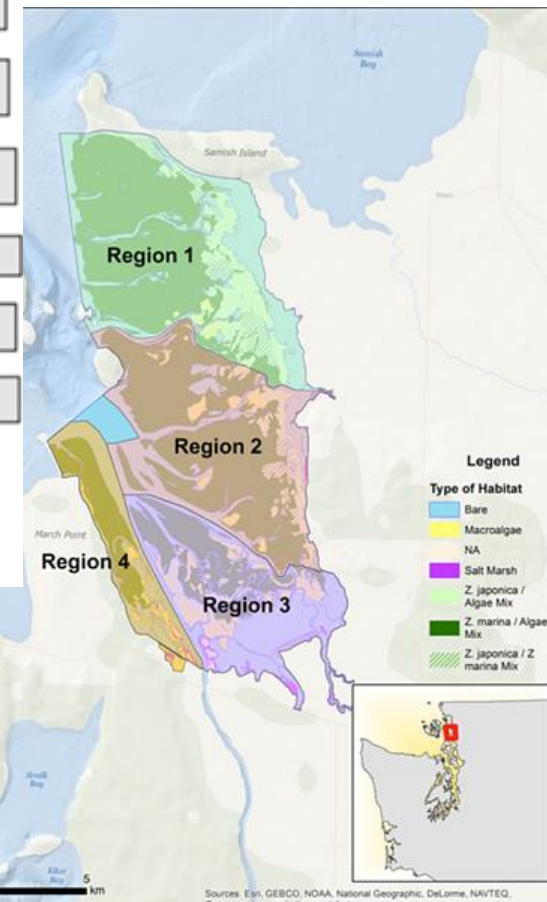 Samish
Bay
Samish Island
Region 1
Region 2
Legend
Type of Habitat
Bare
Macroalgae
NA
Salt Marsh
Z. japonica /
Algae Mix
Z. marina / Algae
Mix
Z. japonica / Z
marina Mix
March Point
Region 4
Region 3
Bay
Bay
5
km
Sources: Esri, GEBCO, NOAA, National Geographic, DeLorme, NAVTEQ,